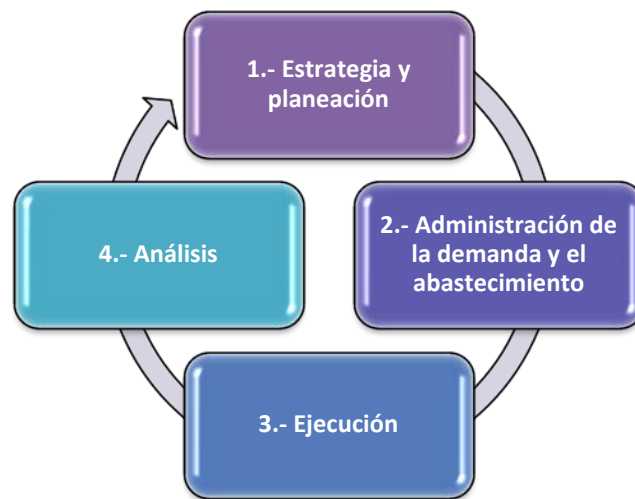 1.- Estrategia y
planeación
2.- Administración de
la demanda y el
abastecimiento
3.- Ejecución
4.- Análisis